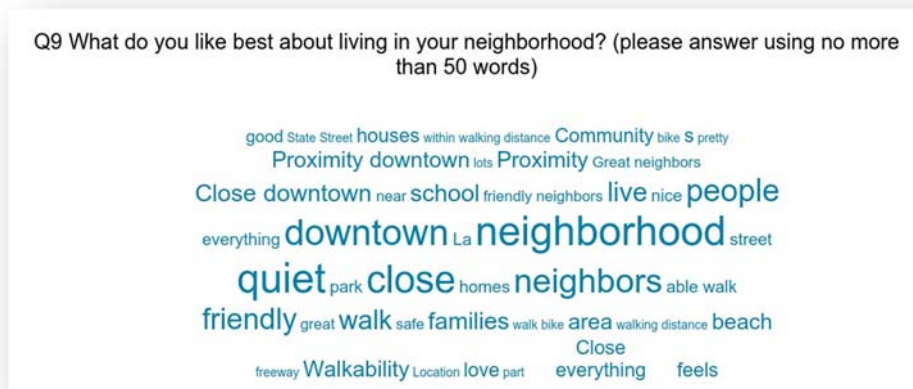 Q9 What do you like best about living in your neighborhood? (please answer using no more
than 50 words)
good State Street houses within walking distance Community bike s pretty
Proximity downtown lots Proximity Great neighbors
Close downtown near school friendly neighbors live nice people
everything downtown La neighborhood street
quiet park close homes neighbors able walk
friendly great walk safe families walk bike area walking distance beach
freeway Walkability Location love part Close everything feels